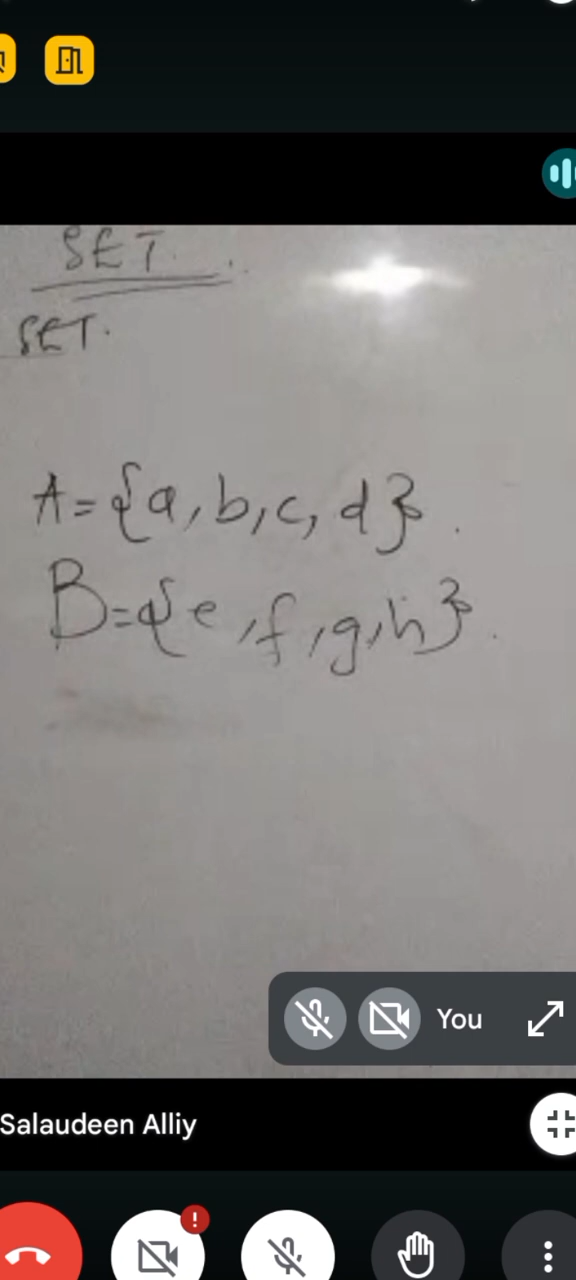 SET.
SET.
A={a,b,c,d}.
B={e,f,g,h}.
You
Salaudeen Alliy
!